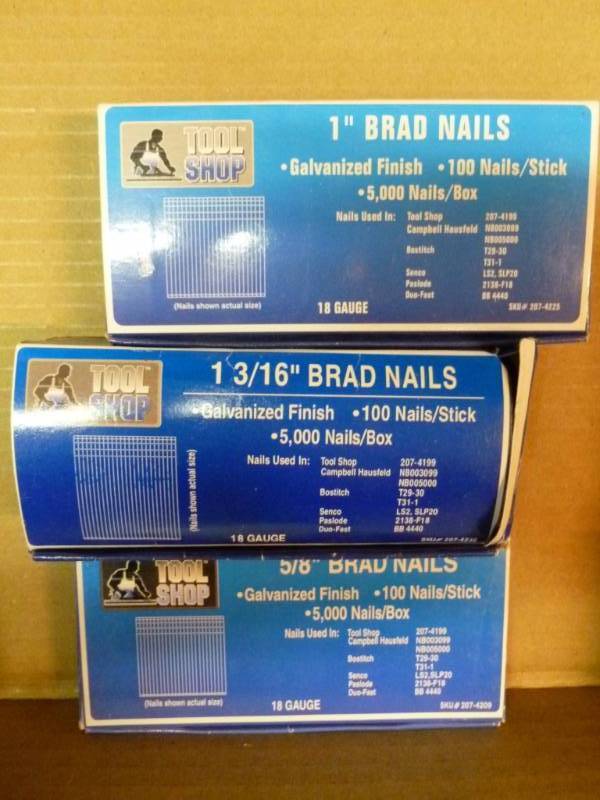 TOOL SHOP
1" BRAD NAILS
•Galvanized Finish •100 Nails/Stick
•5,000 Nails/Box
Nails Used In: Tool Shop 207-4199
Campbell Hausfeld NB003099
NB005000
Bostitch T29-30
T31-1
Senco LS2, SLP20
Paslode 2138-F18
Duo-Fast BB 4440
(Nails shown actual size)
18 GAUGE
SKU# 207-4225
TOOL SHOP
1 3/16" BRAD NAILS
•Galvanized Finish •100 Nails/Stick
•5,000 Nails/Box
Nails Used In: Tool Shop 207-4199
Campbell Hausfeld NB003099
NB005000
Bostitch T29-30
T31-1
Senco LS2, SLP20
Paslode 2138-F18
Duo-Fast BB 4440
(Nails shown actual size)
18 GAUGE
SKU#
TOOL SHOP
5/8" BRAD NAILS
•Galvanized Finish •100 Nails/Stick
•5,000 Nails/Box
Nails Used In: Tool Shop 207-4199
Campbell Hausfeld NB003099
NB005000
Bostitch T29-30
T31-1
Senco LS2,SLP20
Paslode 2138-F18
Duo-Fast BB 4440
(Nails shown actual size)
18 GAUGE
SKU# 207-4209